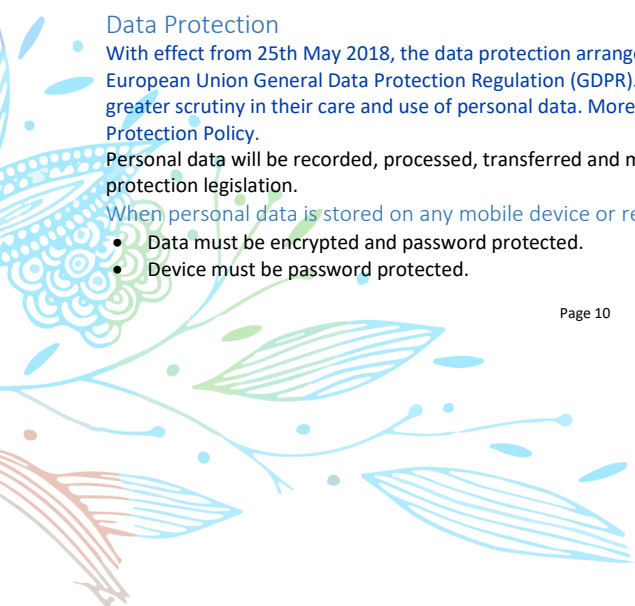 Data Protection
With effect from 25th May 2018, the data protection
European Union General Data Protection Regulation (GDPR).
greater scrutiny in their care and use of personal data. More
Protection Policy.
Personal data will be recorded, processed, transferred and
protection legislation.
When personal data is stored on any mobile device or
• Data must be encrypted and password protected.
• Device must be password protected.
Page 10